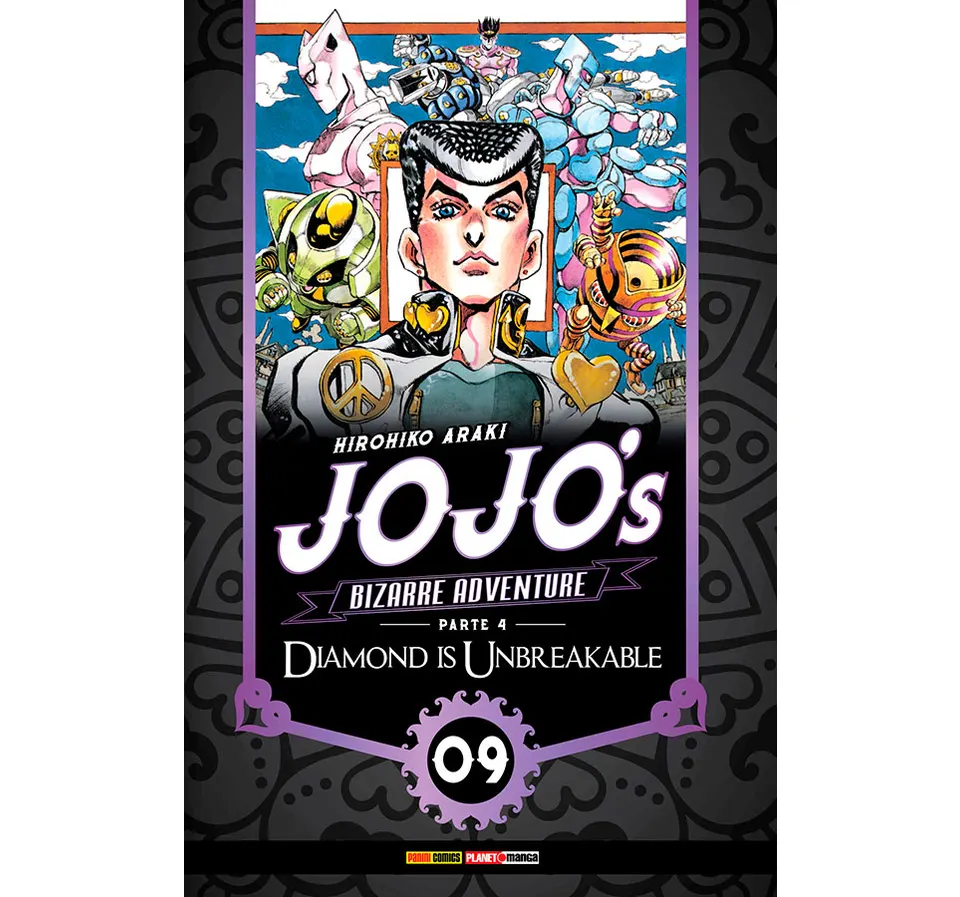 HIROHIKO ARAKI
JOJO's
BIZARRE ADVENTURE
PARTE 4
DIAMOND IS UNBREAKABLE
09
PANINI COMICS PLANET manga